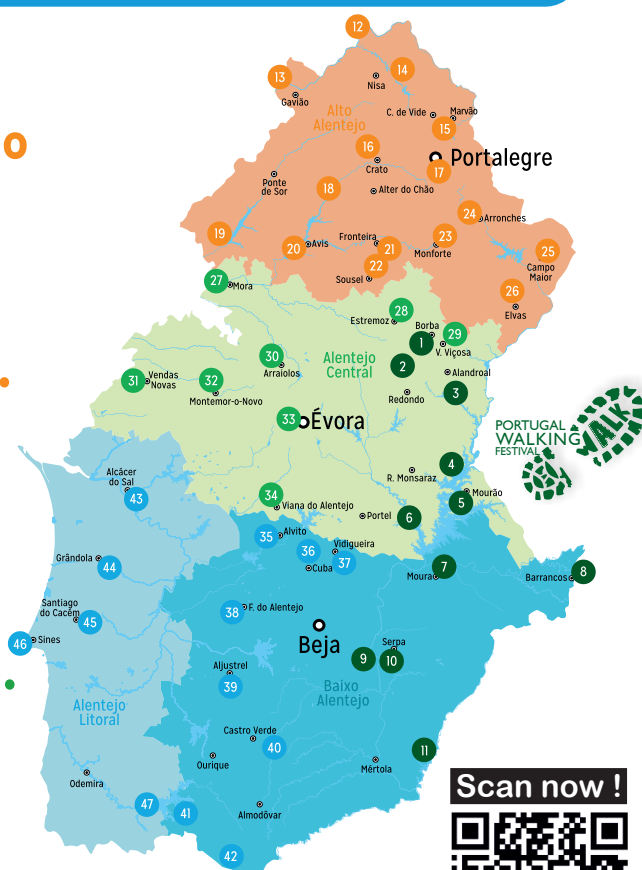 12
13
14
Nisa
Gavião
C. de Vide
Marvão
Alto
Alentejo
15
o
16
Portalegre
Crato
17
Ponte
de Sor
18
Alter do Chão
24
Arronches
19
20
Avis
Fronteira
21
23
Monforte
25
Campo
Maior
22
Sousel
27
Mora
26
Elvas
28
Estremoz
Borba
1
29
V. Viçosa
30
Arraiolos
Alentejo
Central
2
Alandroal
31
Vendas
Novas
32
Montemor-o-Novo
Redondo
3
33
Évora
PORTUGAL
WALKING
FESTIVAL
WALK
4
R. Monsaraz
Alcácer
do Sal
43
34
Viana do Alentejo
Mourão
5
Portel
6
35
Alvito
36
Vidigueira
37
Cuba
Grândola
44
7
Moura
8
Barrancos
Santiago
do Cacém
45
38
F. do Alentejo
46
Sines
Beja
Serpa
9
10
Aljustrel
39
Baixo
Alentejo
Alentejo
Litoral
Castro Verde
40
11
Ourique
Mértola
Odemira
Scan now !
47
41
Almodôvar
42